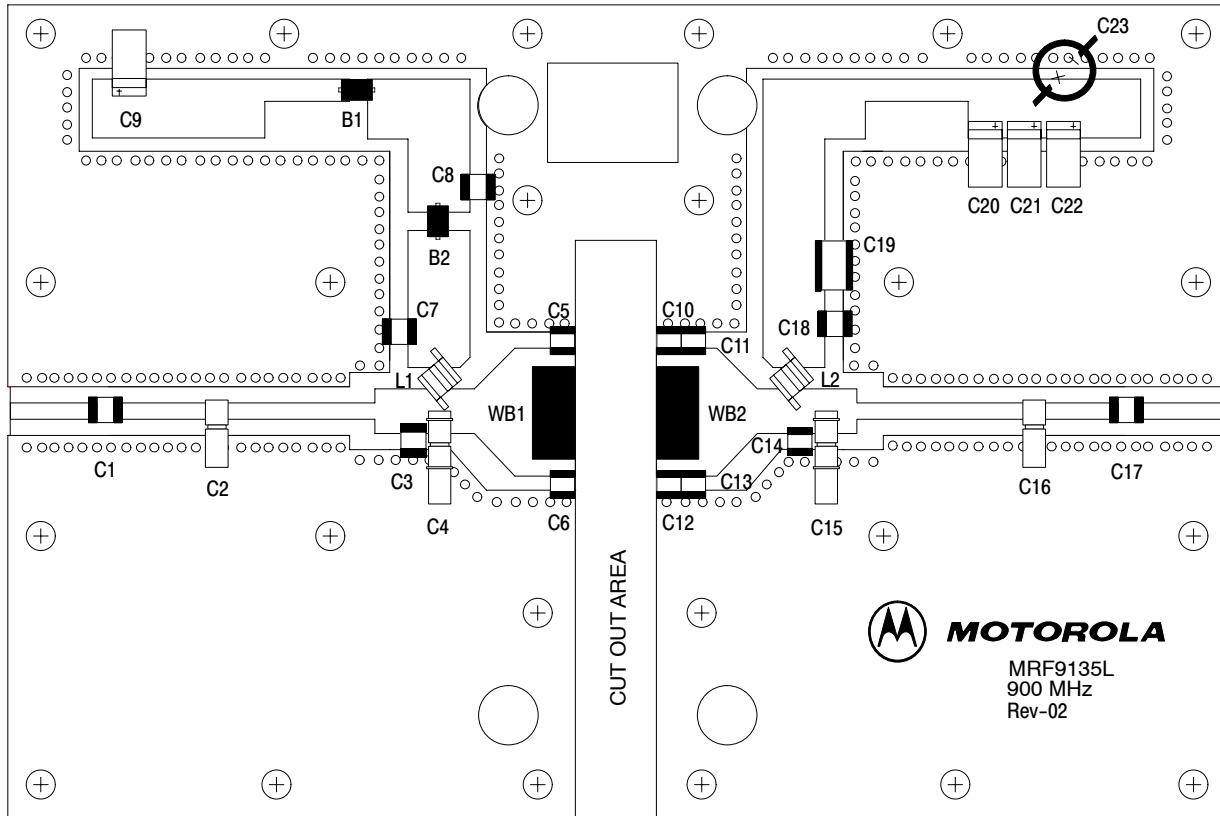 C23
C9
B1
C8
C20
C21
C22
B2
C19
C7
C5
C10
C18
C11
L1
L2
WB1
WB2
C1
C2
C3
C14
C13
C16
C17
C4
C6
C12
C15
CUT OUT AREA
MOTOROLA
MRF9135L
900 MHz
Rev-02